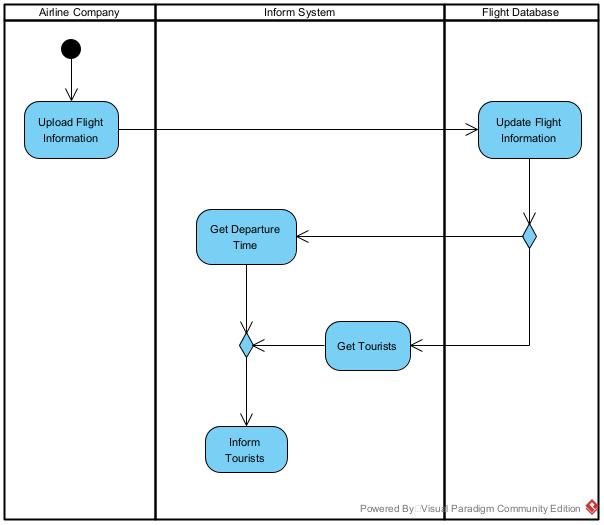 Airline Company
Inform System
Flight Database
Upload Flight
Information
Update Flight
Information
Get Departure
Time
Get Tourists
Inform
Tourists
Powered By Visual Paradigm Community Edition